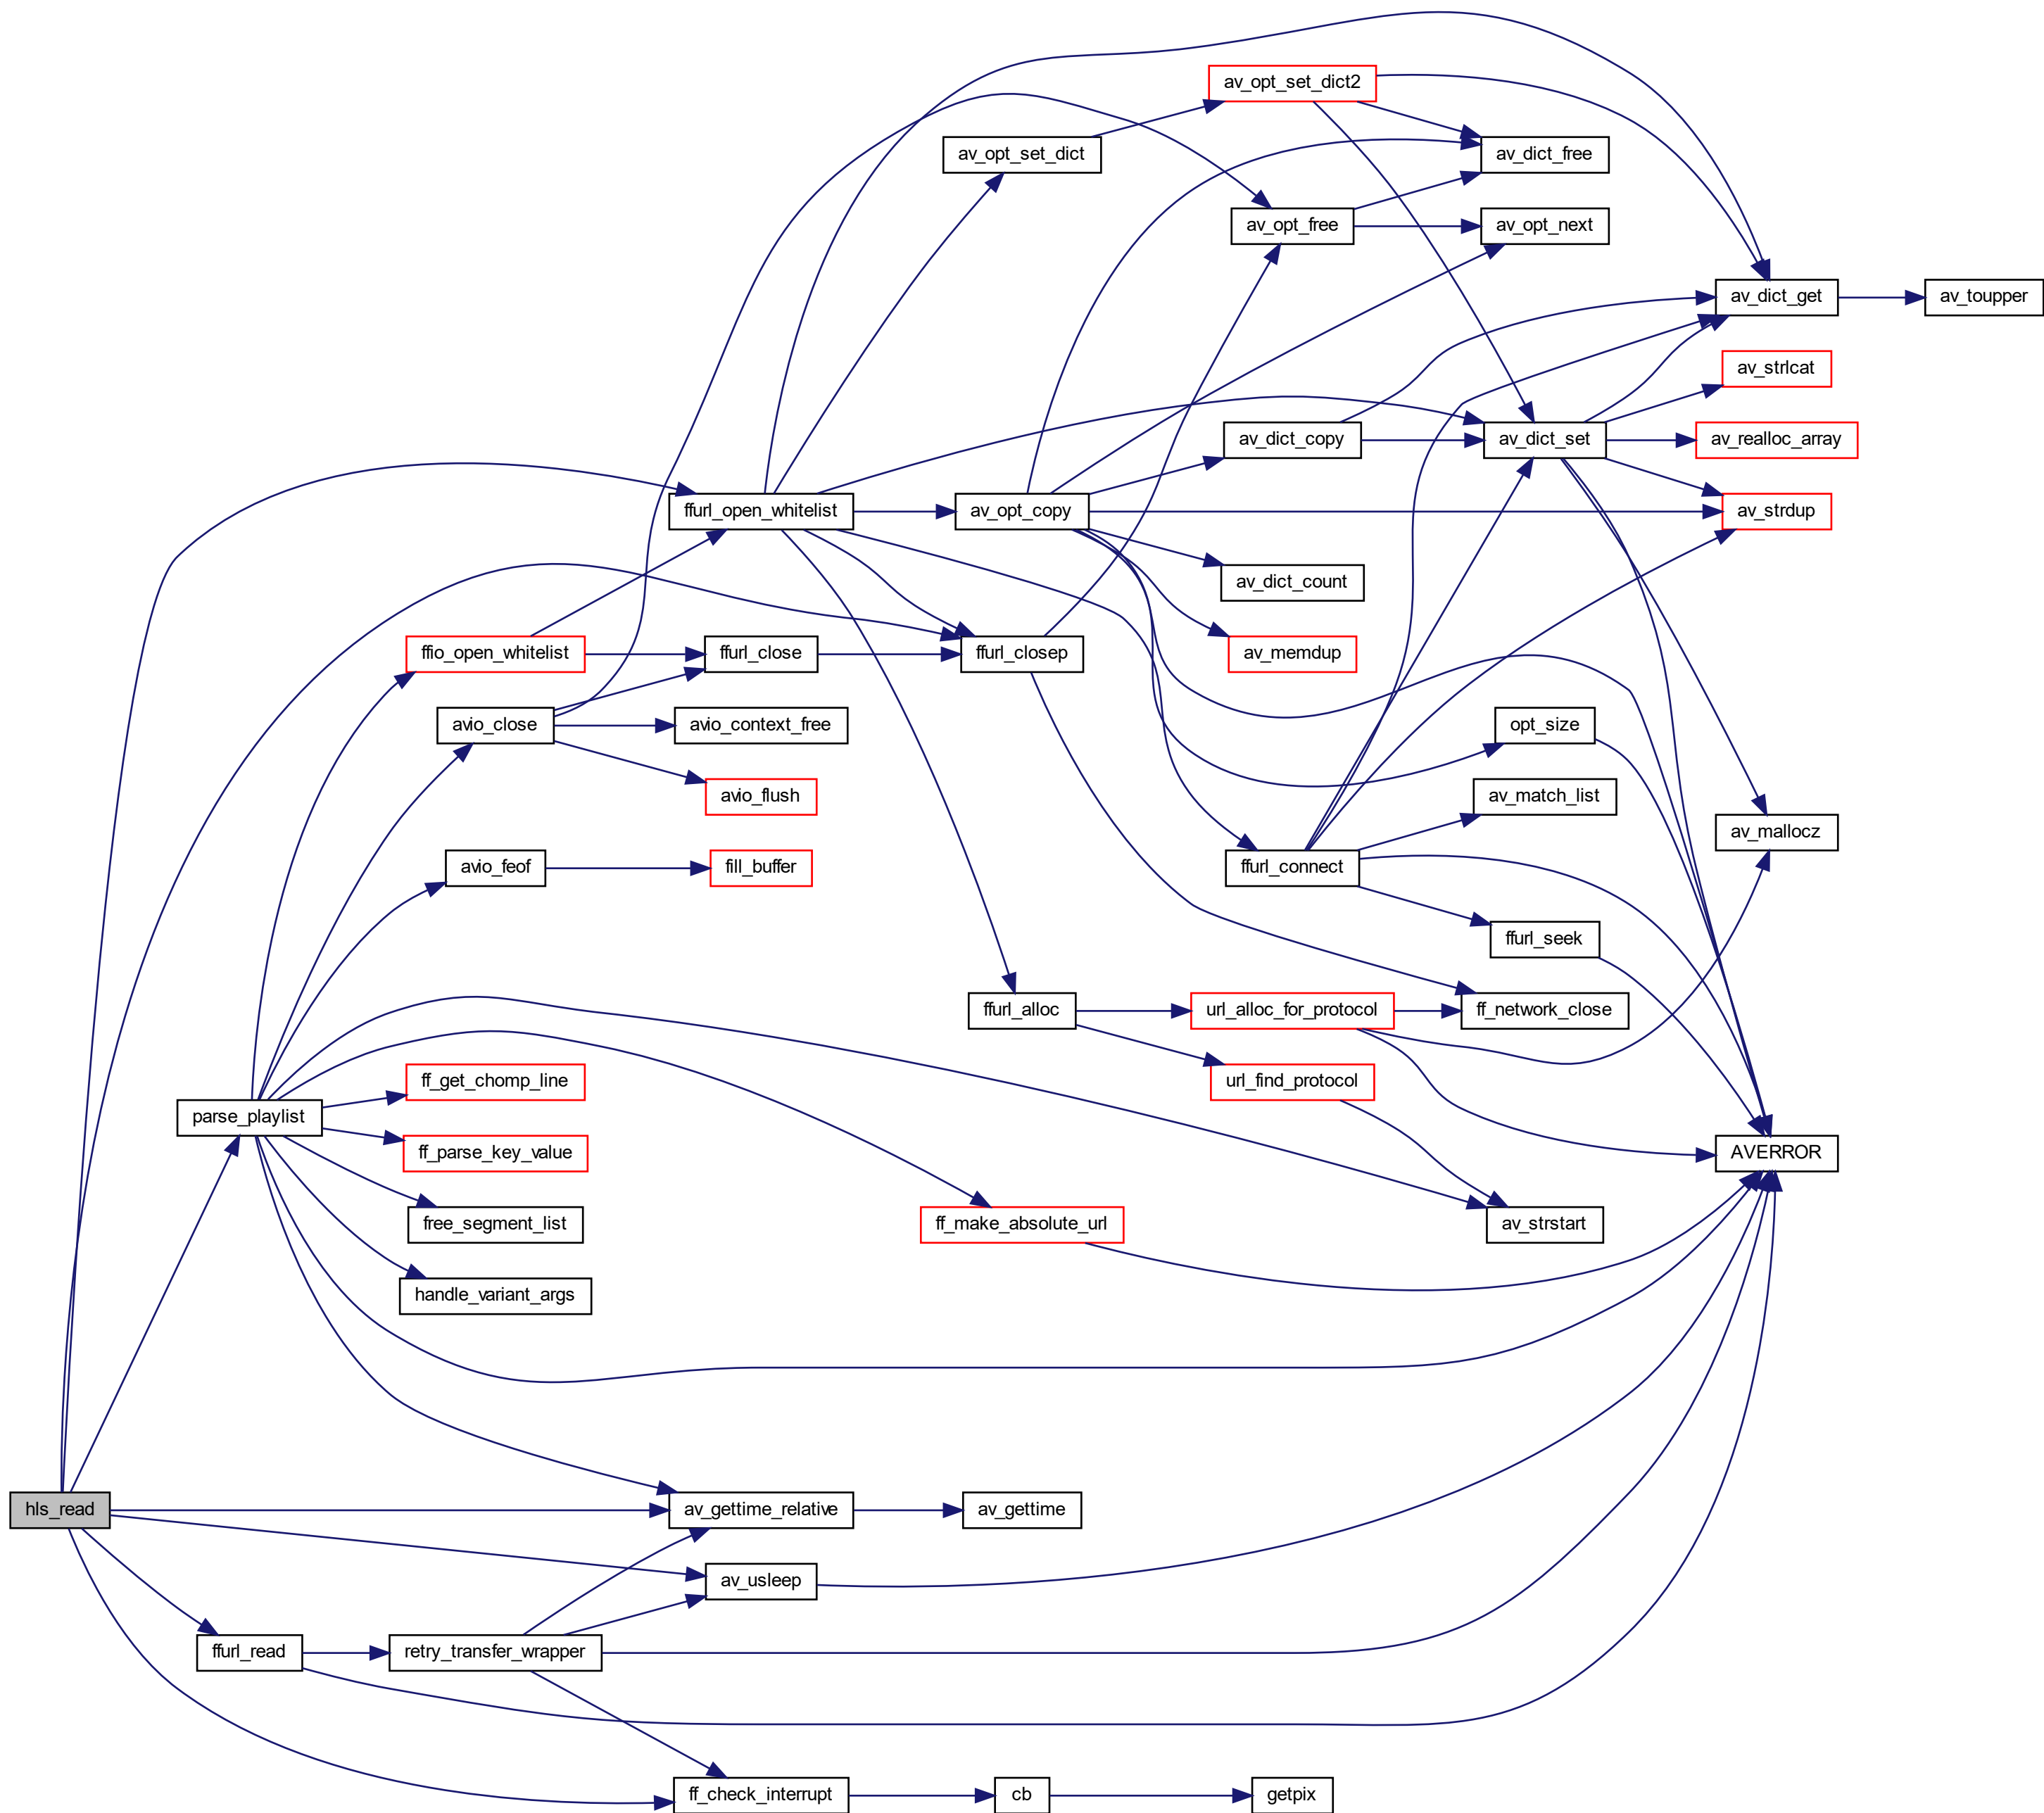 av_opt_set_dict2
av_opt_set_dict
av_dict_free
av_opt_free
av_opt_next
av_dict_get
av_toupper
av_strlcat
av_dict_copy
av_dict_set
av_realloc_array
ffurl_open_whitelist
av_opt_copy
av_strdup
av_dict_count
ffio_open_whitelist
ffurl_close
ffurl_closep
av_memdup
avio_close
avio_context_free
opt_size
avio_flush
av_match_list
av_mallocz
avio_feof
fill_buffer
ffurl_connect
ffurl_seek
ffurl_alloc
url_alloc_for_protocol
ff_network_close
ff_get_chomp_line
url_find_protocol
parse_playlist
ff_parse_key_value
AVERROR
free_segment_list
ff_make_absolute_url
av_strstart
handle_variant_args
hls_read
av_gettime_relative
av_gettime
av_usleep
ffurl_read
retry_transfer_wrapper
ff_check_interrupt
cb
getpix